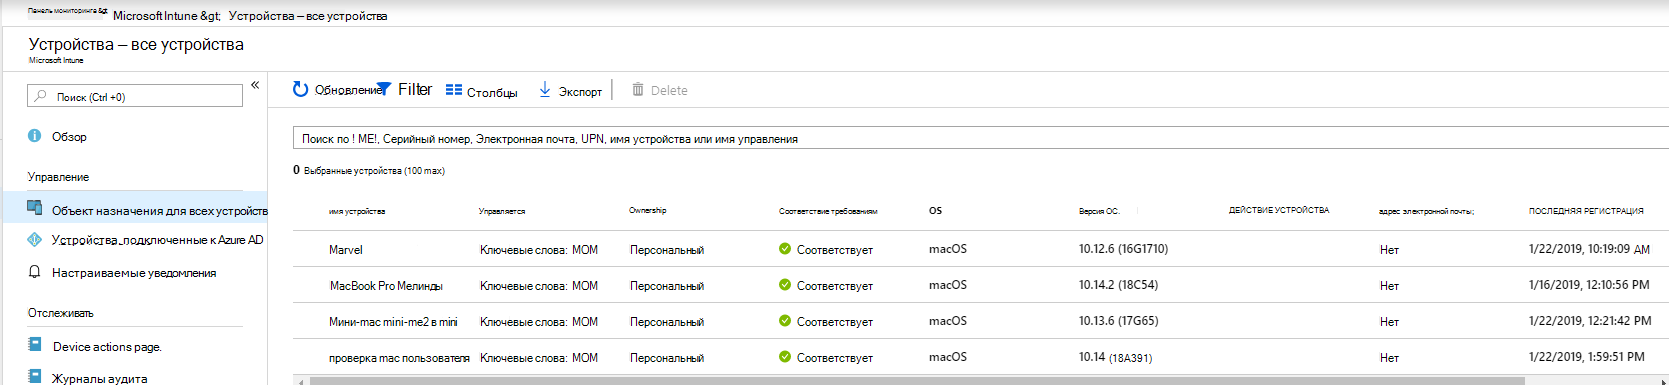 Панель мониторинга &gt; Microsoft Intune &gt; Устройства – все устройства
Устройства – все устройства
Microsoft Intune
Поиск (Ctrl +0) «
Обновление Filter Столбцы Экспорт Delete
Обзор
Поиск по ! ME!, Серийный номер, Электронная почта, UPN, имя устройства или имя управления
0 Выбранные устройства (100 max)
Управление
Объект назначения для всех устройств
Устройства, подключенные к Azure AD
Настраиваемые уведомления
Отслеживать
Device actions page.
Журналы аудита
имя устройства Управляется Ownership Соответствие требованиям OS Версия ОС. ДЕЙСТВИЕ УСТРОЙСТВА адрес электронной почты; ПОСЛЕДНЯЯ РЕГИСТРАЦИЯ
Marvel Ключевые слова: MOM Персональный Соответствует macOS 10.12.6 (16G1710) Нет 1/22/2019, 10:19:09 AM
MacBook Pro Мелинды Ключевые слова: MOM Персональный Соответствует macOS 10.14.2 (18C54) Нет 1/16/2019, 12:10:56 PM
Мини-mac mini-me2 в mini Ключевые слова: MOM Персональный Соответствует macOS 10.13.6 (17G65) Нет 1/22/2019, 12:21:42 PM
проверка mac пользователя Ключевые слова: MOM Персональный Соответствует macOS 10.14 (18A391) Нет 1/22/2019, 1:59:51 PM